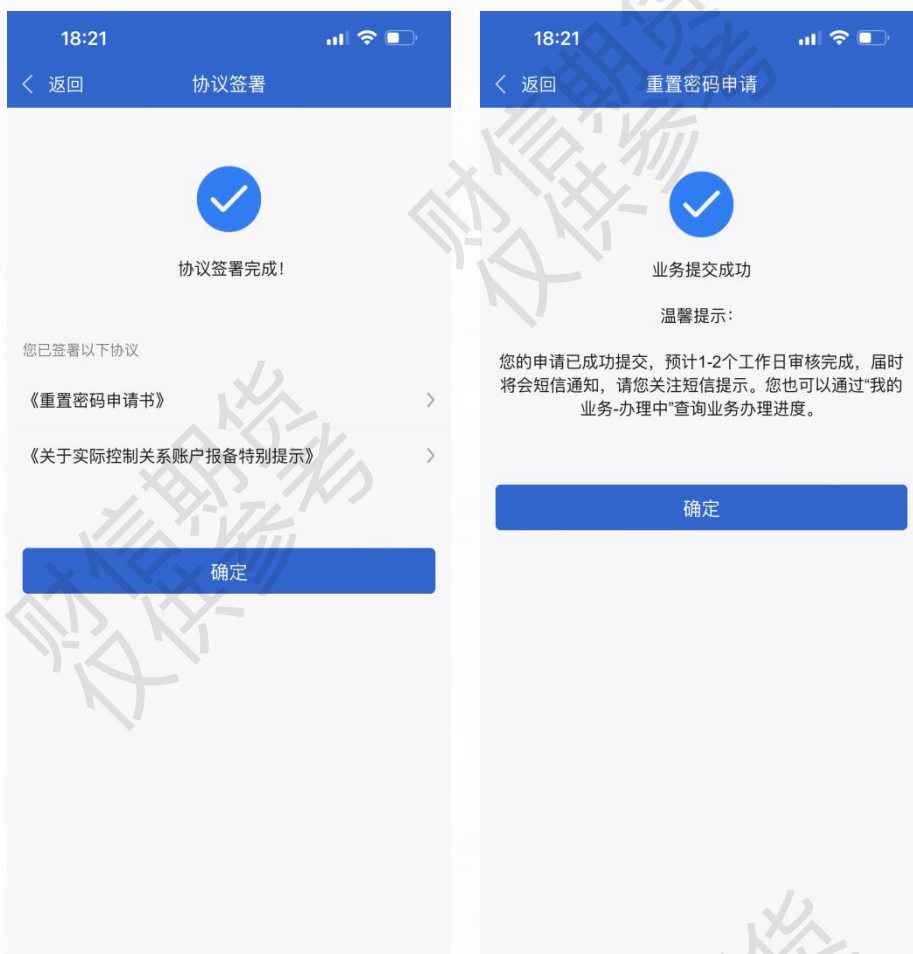 18:21
返回
协议签署
协议签署完成!
您已签署以下协议
《重置密码申请书》
《关于实际控制关系账户报备特别提示》
确定
财信期货
仅供参考
18:21
返回
重置密码申请
业务提交成功
温馨提示:
您的申请已成功提交，预计1-2个工作日审核完成，届时
将会短信通知，请您关注短信提示。您也可以通过“我的
业务-办理中”查询业务办理进度。
确定
财信期货
仅供参考
货